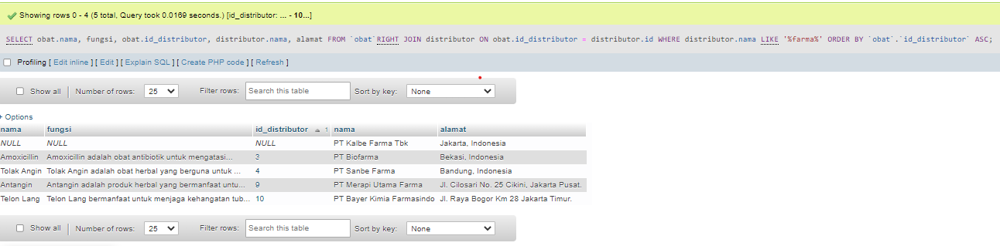 Showing rows 0 - 4 (5 total, Query took 0.0169 seconds.) [id_distributor: ... - 10...]
SELECT obat.nama, fungsi, obat.id_distributor, distributor.nama, alamat FROM `obat`RIGHT JOIN distributor ON obat.id_distributor = distributor.id WHERE distributor.nama LIKE '%farma%' ORDER BY `obat`.`id_distributor` ASC;
Profiling [ Edit inline ] [ Edit ] [ Explain SQL ] [ Create PHP code ] [ Refresh ]
Show all Number of rows: 25 Filter rows: Search this table Sort by key: None
+ Options
nama fungsi id_distributor 1 nama alamat
NULL NULL NULL PT Kalbe Farma Tbk Jakarta, Indonesia
Amoxicillin Amoxicillin adalah obat antibiotik untuk mengatasi... 3 PT Biofarma Bekasi, Indonesia
Tolak Angin Tolak Angin adalah obat herbal yang berguna untuk ... 4 PT Sanbe Farma Bandung, Indonesia
Antangin Antangin adalah produk herbal yang bermanfaat untu... 9 PT Merapi Utama Farma Jl. Cilosari No. 25 Cikini, Jakarta Pusat.
Telon Lang Telon Lang bermanfaat untuk menjaga kehangatan tub... 10 PT Bayer Kimia Farmasindo Jl. Raya Bogor Km 28 Jakarta Timur.
Show all Number of rows: 25 Filter rows: Search this table Sort by key: None